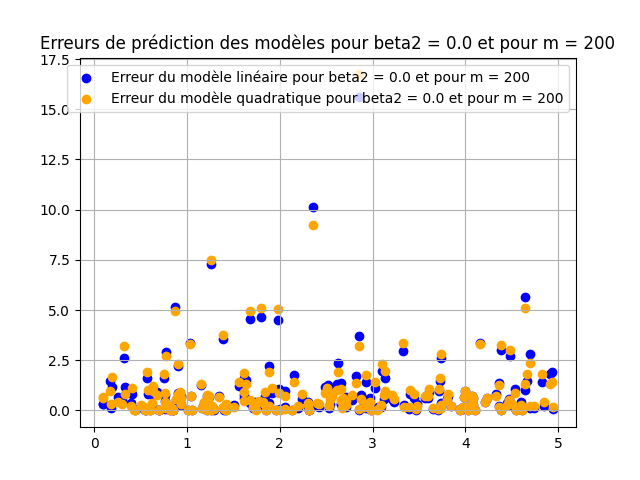 Erreurs de prédiction des modèles pour beta2 = 0.0 et pour m = 200
17.5
Erreur du modèle linéaire pour beta2 = 0.0 et pour m = 200
Erreur du modèle quadratique pour beta2 = 0.0 et pour m = 200
15.0
12.5
10.0
7.5
5.0
2.5
0.0
0 1 2 3 4 5